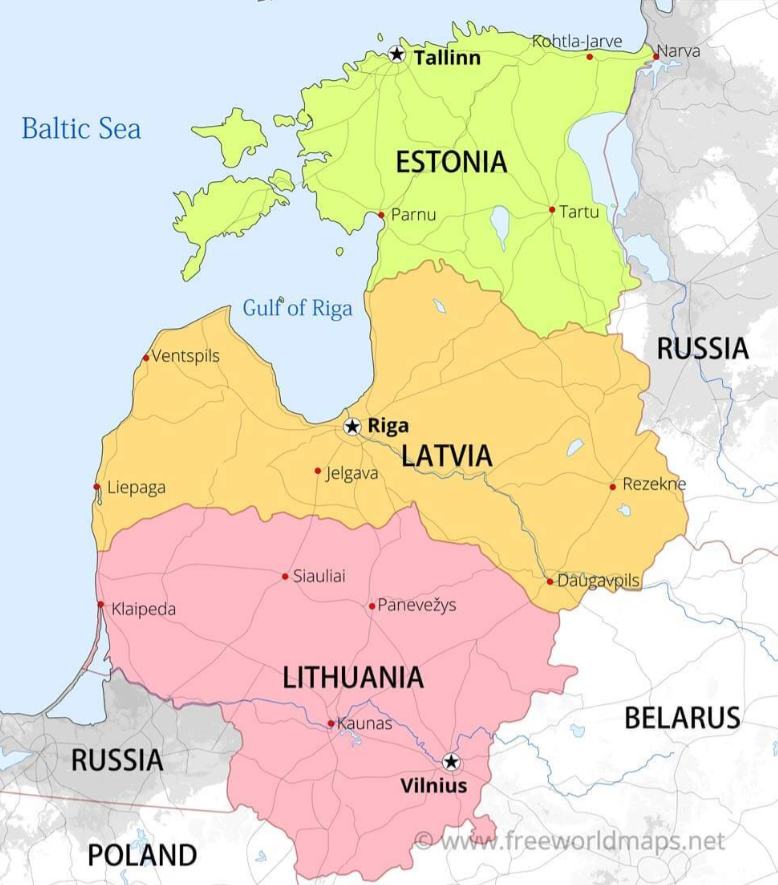 Kohtla-Jarve
Narva
Tallinn
Baltic Sea
ESTONIA
Parnu
Tartu
Gulf of Riga
RUSSIA
Ventspils
Riga
LATVIA
Jelgava
Liepaga
Rezekne
Siauliai
Daugavpils
Klaipeda
Panevežys
LITHUANIA
BELARUS
Kaunas
RUSSIA
Vilnius
© www.freeworldmaps.net
POLAND